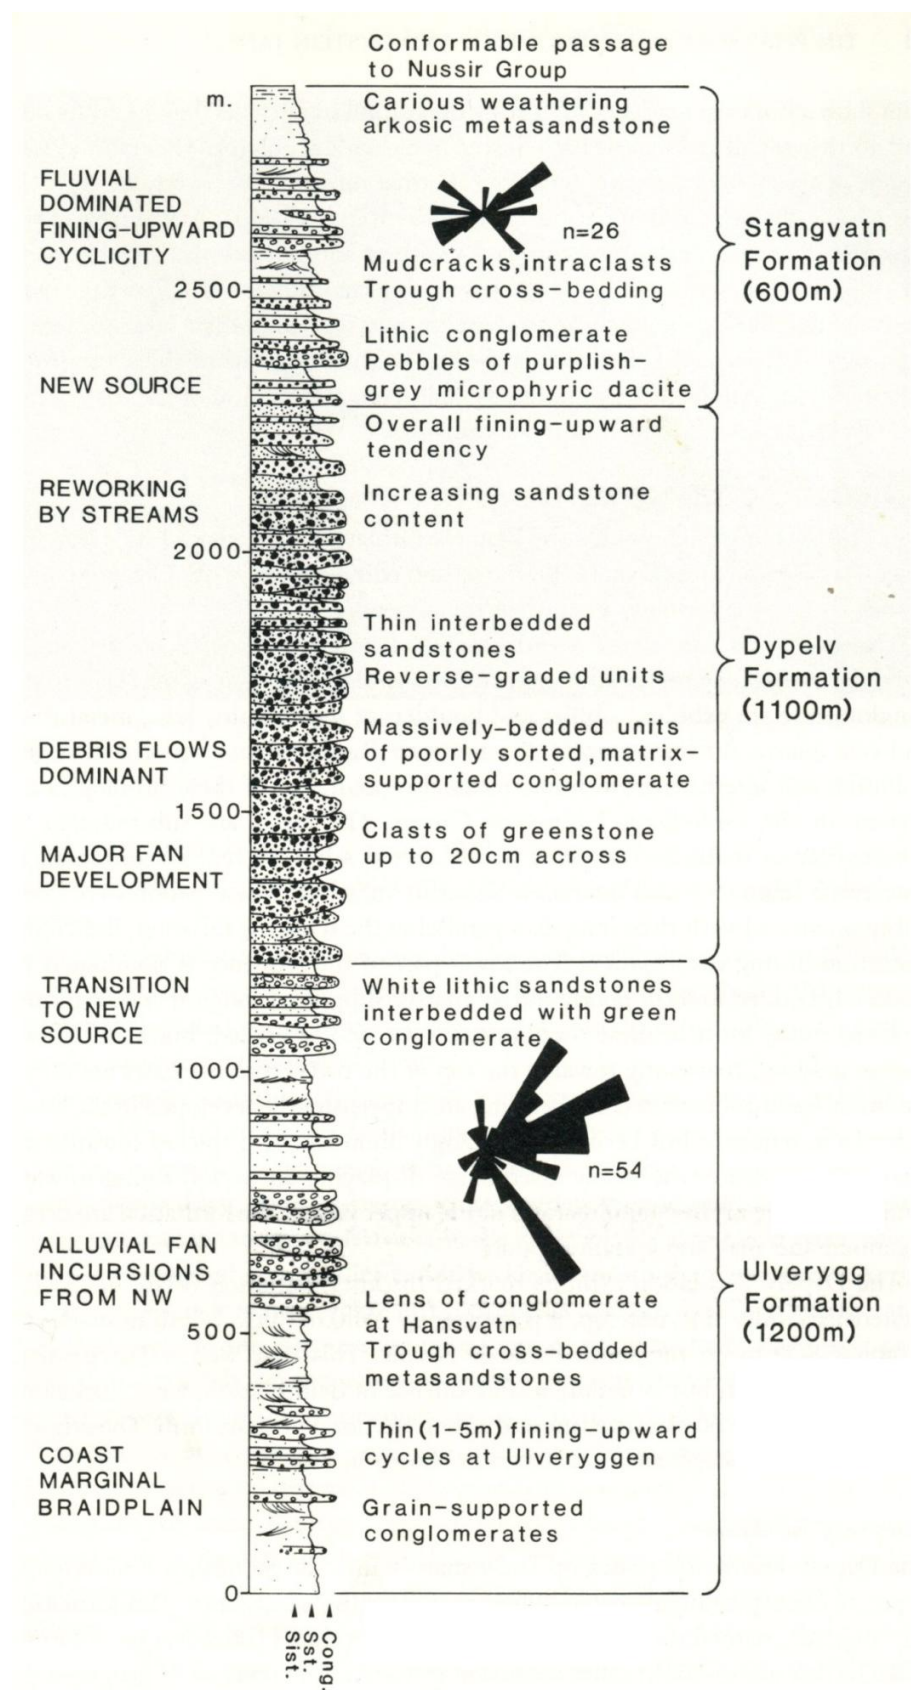 Conformable passage
to Nussir Group
m.
Carious weathering
arkosic metasandstone
FLUVIAL
DOMINATED
FINING-UPWARD
CYCLICITY
n=26
Stangvatn
Formation
(600m)
Mudcracks,intraclasts
Trough cross-bedding
2500
Lithic conglomerate
Pebbles of purplish-
grey microphyric dacite
NEW SOURCE
Overall fining-upward
tendency
REWORKING
BY STREAMS
Increasing sandstone
content
2000
Thin interbedded
sandstones
Reverse-graded units
Dypelv
Formation
(1100m)
DEBRIS FLOWS
DOMINANT
Massively-bedded units
of poorly sorted,matrix-
supported conglomerate
1500
Clasts of greenstone
up to 20cm across
MAJOR FAN
DEVELOPMENT
TRANSITION
TO NEW
SOURCE
White lithic sandstones
interbedded with green
conglomerate
1000
n=54
ALLUVIAL FAN
INCURSIONS
FROM NW
Ulverygg
Formation
(1200m)
Lens of conglomerate
at Hansvatn
Trough cross-bedded
metasandstones
500
Thin(1-5m)fining-upward
cycles at Ulveryggen
COAST
MARGINAL
BRAIDPLAIN
Grain-supported
conglomerates
0
Slst.
Sst.
Cong.